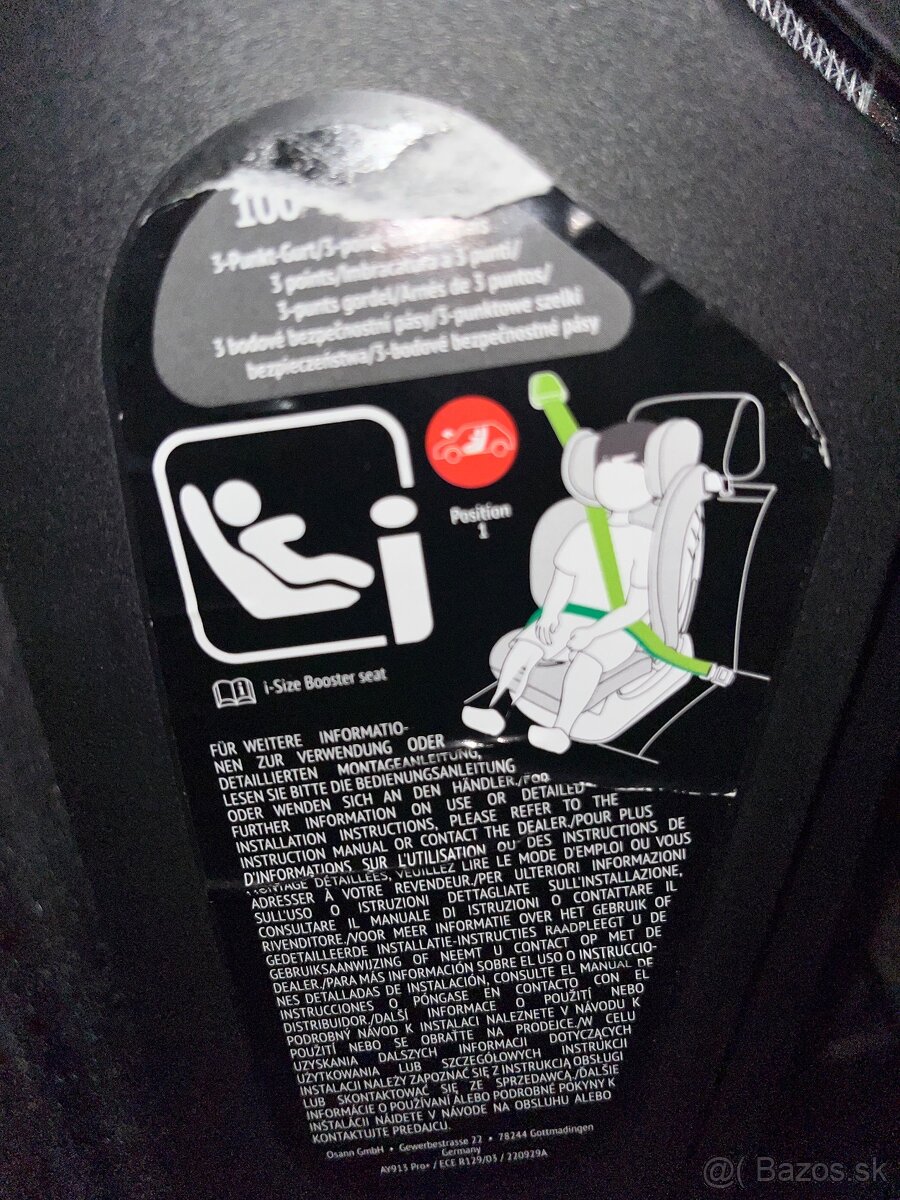 100
3-Punkt-Gurt/3-point
3 points/Imbracatura a 3 punti/
3-punts gordel/Arnés de 3 puntos/
3 bodové bezpečnostní pásy/3-punktowe szelki
bezpieczeństwa/3-bodové bezpečnostné pásy
Position
1
i-Size Booster seat
FÜR WEITERE INFORMATIO-
NEN ZUR VERWENDUNG ODER
DETAILLIERTEN MONTAGEANLEITUNG,
LESEN SIE BITTE DIE BEDIENUNGSANLEITUNG
ODER WENDEN SICH AN DEN HÄNDLER./FOR
FURTHER INFORMATION ON USE OR DETAILED
INSTALLATION INSTRUCTIONS, PLEASE REFER TO THE
INSTRUCTION MANUAL OR CONTACT THE DEALER./POUR PLUS
D'INFORMATIONS SUR L'UTILISATION OU DES INSTRUCTIONS DE
MONTAGE DÉTAILLÉES, VEUILLEZ LIRE LE MODE D'EMPLOI OU VOUS
ADRESSER À VOTRE REVENDEUR./PER ULTERIORI INFORMAZIONI
SULL'USO O ISTRUZIONI DETTAGLIATE SULL'INSTALLAZIONE,
CONSULTARE IL MANUALE DI ISTRUZIONI O CONTATTARE IL
RIVENDITORE./VOOR MEER INFORMATIE OVER HET GEBRUIK OF
GEDETAILLEERDE INSTALLATIE-INSTRUCTIES RAADPLEEGT U DE
GEBRUIKSAANWIJZING OF NEEMT U CONTACT OP MET DE
DEALER./PARA MÁS INFORMACIÓN SOBRE EL USO O INSTRUCCIO-
NES DETALLADAS DE INSTALACIÓN, CONSULTE EL MANUAL DE
INSTRUCCIONES O PÓNGASE EN CONTACTO CON EL
DISTRIBUIDOR./DALŠÍ INFORMACE O POUŽITÍ NEBO
PODROBNÝ NÁVOD K INSTALACI NALEZNETE V NÁVODU K
POUŽITÍ NEBO SE OBRAŤTE NA PRODEJCE./W CELU
UZYSKANIA DALSZYCH INFORMACJI DOTYCZĄCYCH
UŻYTKOWANIA LUB SZCZEGÓŁOWYCH INSTRUKCJI
INSTALACJI NALEŻY ZAPOZNAĆ SIĘ Z INSTRUKCJĄ OBSŁUGI
LUB SKONTAKTOWAĆ SIĘ ZE SPRZEDAWCĄ./ĎALŠIE
INFORMÁCIE O POUŽÍVANÍ ALEBO PODROBNÉ POKYNY K
INŠTALÁCII NÁJDETE V NÁVODE NA OBSLUHU ALEBO
KONTAKTUJTE PREDAJCU.
Osann GmbH • Gewerbestrasse 22 • 78244 Gottmadingen
Germany
AY913 Pro+ / ECE R129/03 / 220929A
@( Bazos.sk